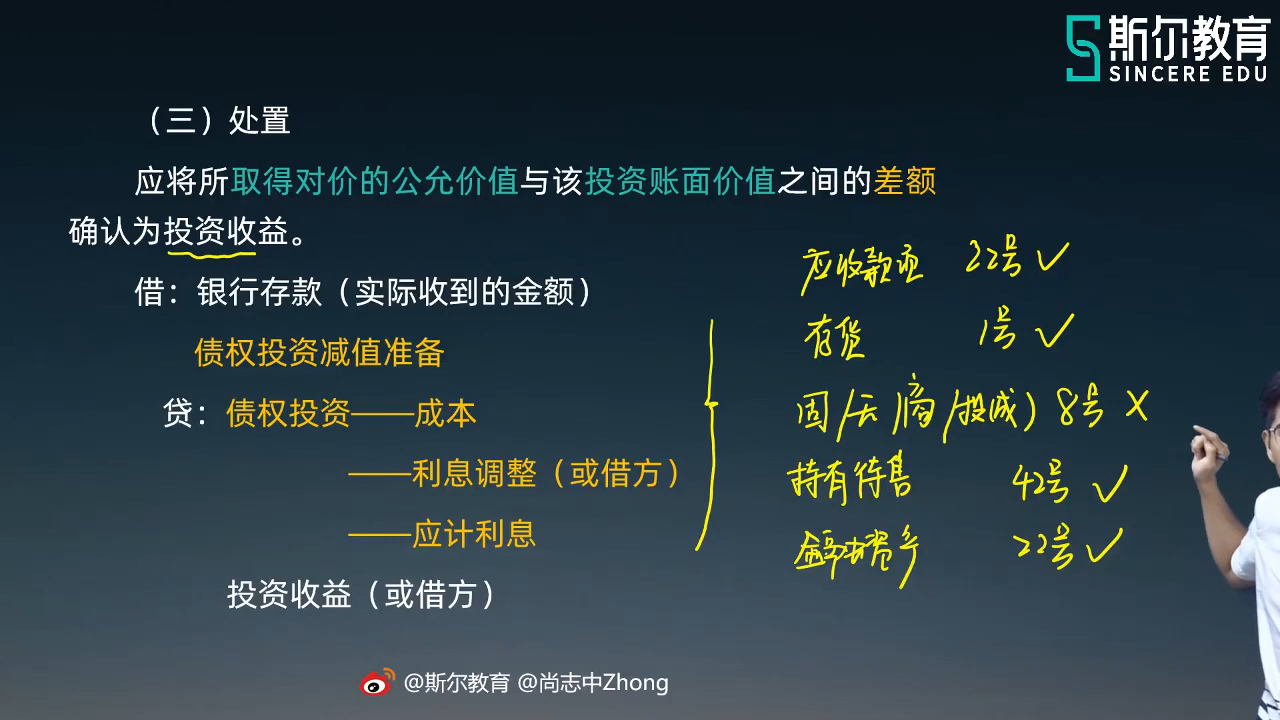 斯尔教育
SINCERE EDU
（三）处置
应将所取得对价的公允价值与该投资账面价值之间的差额
确认为投资收益。
借：银行存款（实际收到的金额）
债权投资减值准备
贷：债权投资——成本
——利息调整（或借方）
——应计利息
投资收益（或借方）
应收款项 22号 ✓
存货 1号 ✓
固/无/商/投成) 8号 ×
持有待售 42号 ✓
金融资产 22号 ✓
@斯尔教育 @尚志中Zhong